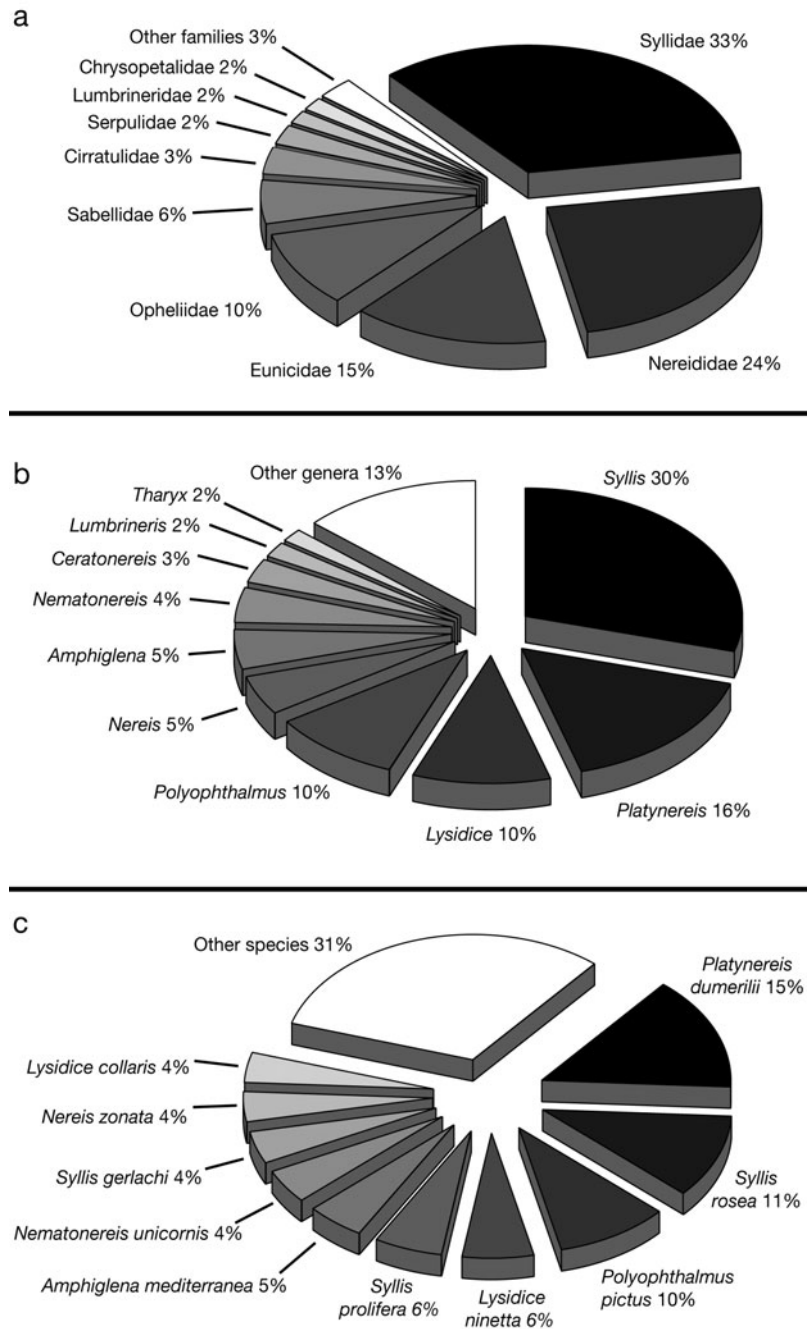 a
Other families 3%
Chrysopetalidae 2%
Lumbrineridae 2%
Serpulidae 2%
Cirratulidae 3%
Sabellidae 6%
Opheliidae 10%
Eunicidae 15%
Nereididae 24%
Syllidae 33%
b
Other genera 13%
Tharyx 2%
Lumbrineris 2%
Ceratonereis 3%
Nematonereis 4%
Amphiglena 5%
Nereis 5%
Polyophthalmus 10%
Lysidice 10%
Platynereis 16%
Syllis 30%
c
Other species 31%
Lysidice collaris 4%
Nereis zonata 4%
Syllis gerlachi 4%
Nematonereis unicornis 4%
Amphiglena mediterranea 5%
Syllis
prolifera 6%
Lysidice
ninetta 6%
Polyophthalmus
pictus 10%
Syllis
rosea 11%
Platynereis
dumerilii 15%